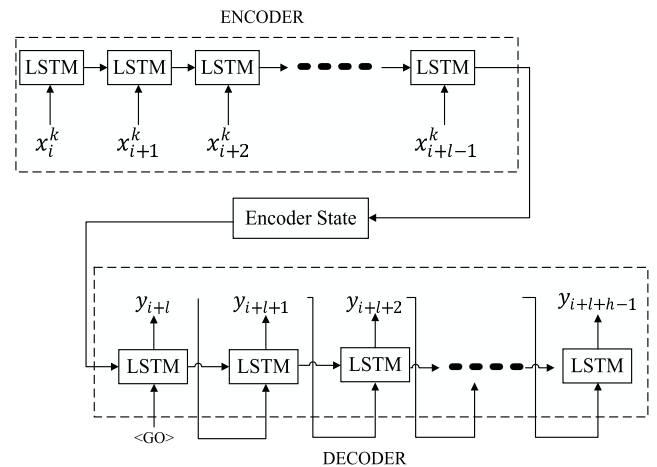 ENCODER
LSTM LSTM LSTM LSTM
x_i^k x_{i+1}^k x_{i+2}^k x_{i+l-1}^k
Encoder State
y_{i+l} y_{i+l+1} y_{i+l+2} y_{i+l+h-1}
LSTM LSTM LSTM LSTM
<GO>
DECODER